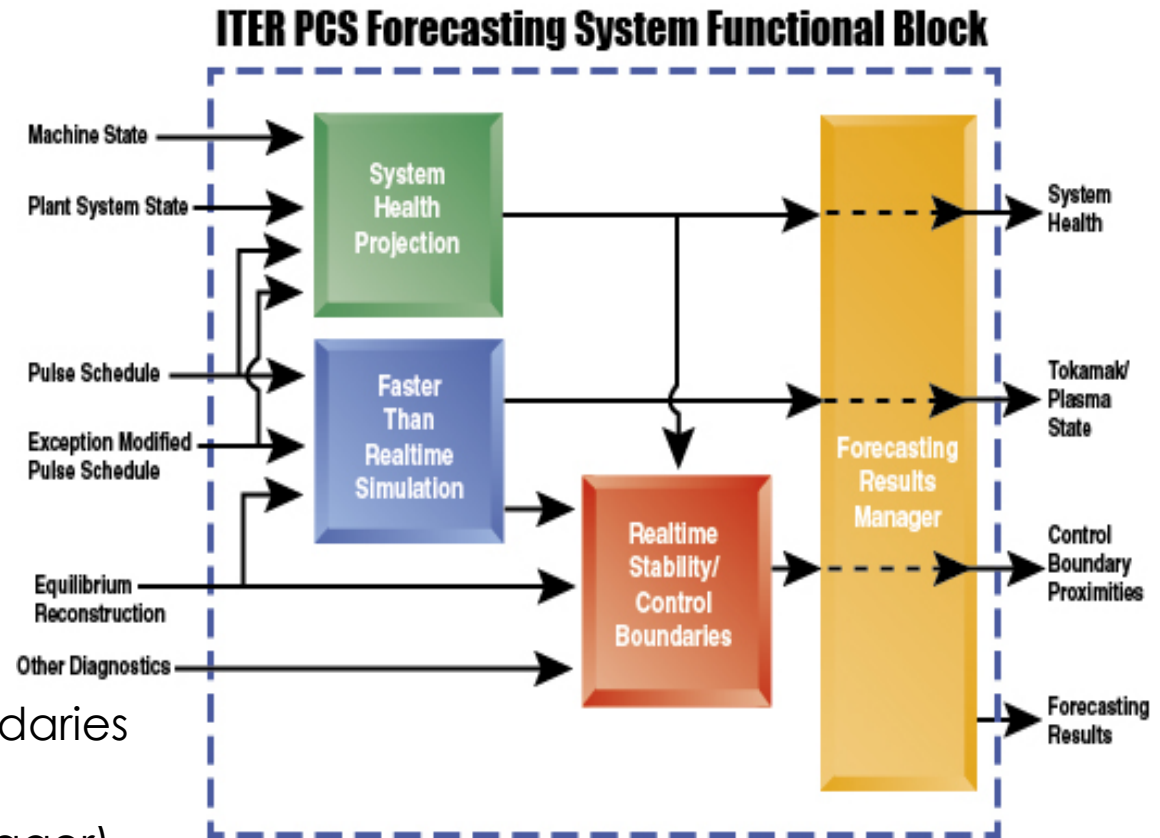 ITER PCS Forecasting System Functional Block
Machine State
Plant System State
Pulse Schedule
Exception Modified
Pulse Schedule
Equilibrium
Reconstruction
Other Diagnostics
System
Health
Projection
Faster
Than
Realtime
Simulation
Realtime
Stability/
Control
Boundaries
Forecasting
Results
Manager
System
Health
Tokamak/
Plasma
State
Control
Boundary
Proximities
Forecasting
Results
daries